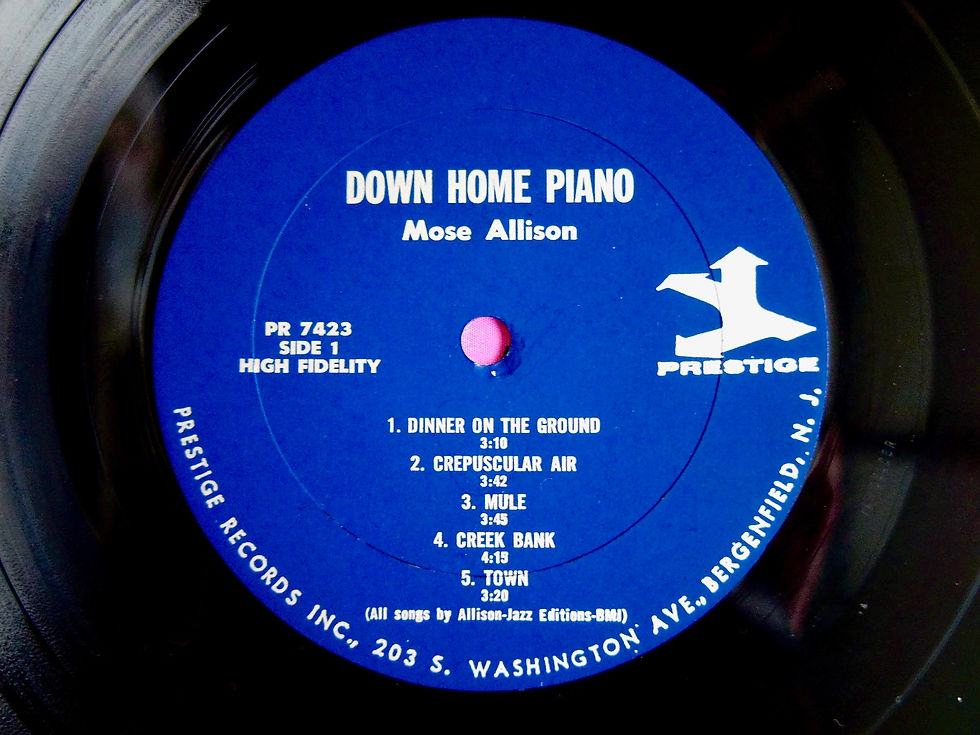 DOWN HOME PIANO
Mose Allison
PR 7423
SIDE 1
HIGH FIDELITY
PRESTIGE
1. DINNER ON THE GROUND
3:10
2. CREPUSCULAR AIR
3:42
3. MULE
3:45
4. CREEK BANK
4:15
5. TOWN
3:20
(All songs by Allison-Jazz Editions-BMI)
PRESTIGE RECORDS INC., 203 S. WASHINGTON AVE., BERGENFIELD, N. J.